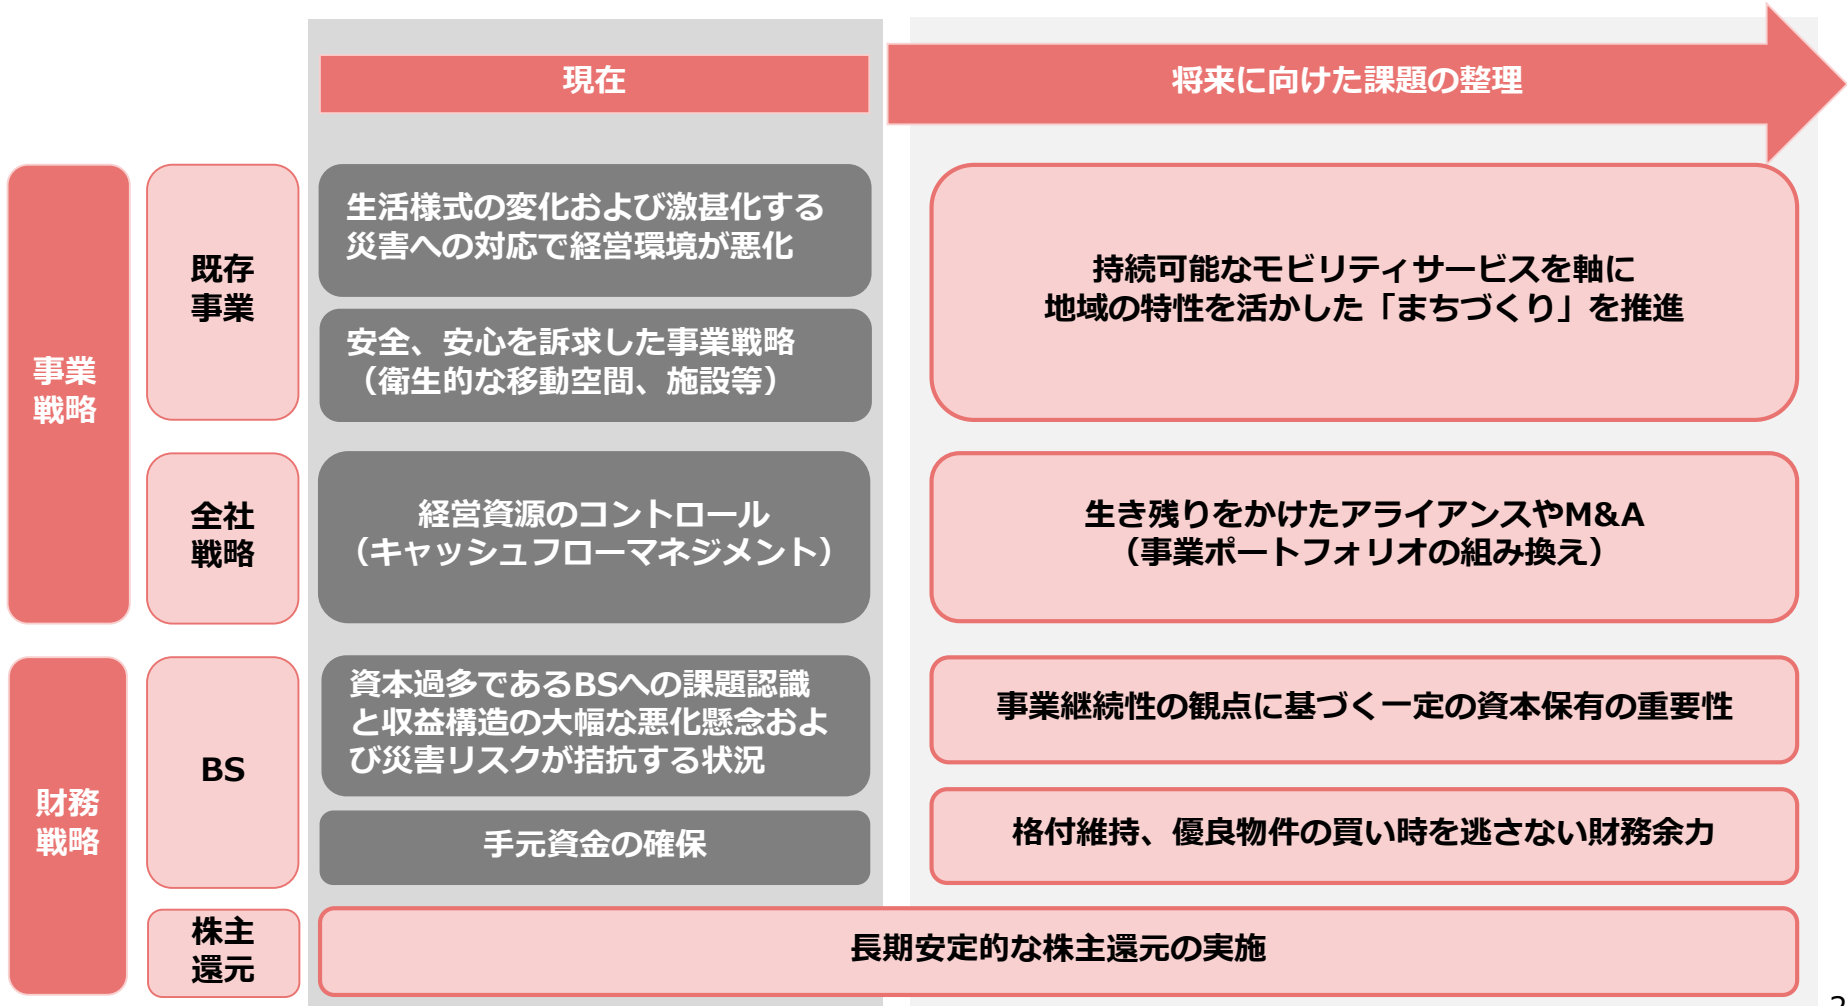 現在
将来に向けた課題の整理
事業
戦略
既存
事業
生活様式の変化および激甚化する
災害への対応で経営環境が悪化
安全、安心を訴求した事業戦略
（衛生的な移動空間、施設等）
持続可能なモビリティサービスを軸に
地域の特性を活かした「まちづくり」を推進
全社
戦略
経営資源のコントロール
（キャッシュフローマネジメント）
生き残りをかけたアライアンスやM&A
（事業ポートフォリオの組み換え）
財務
戦略
BS
資本過多であるBSへの課題認識
と収益構造の大幅な悪化懸念およ
び災害リスクが拮抗する状況
手元資金の確保
事業継続性の観点に基づく一定の資本保有の重要性
格付維持、優良物件の買い時を逃さない財務余力
株主
還元
長期安定的な株主還元の実施